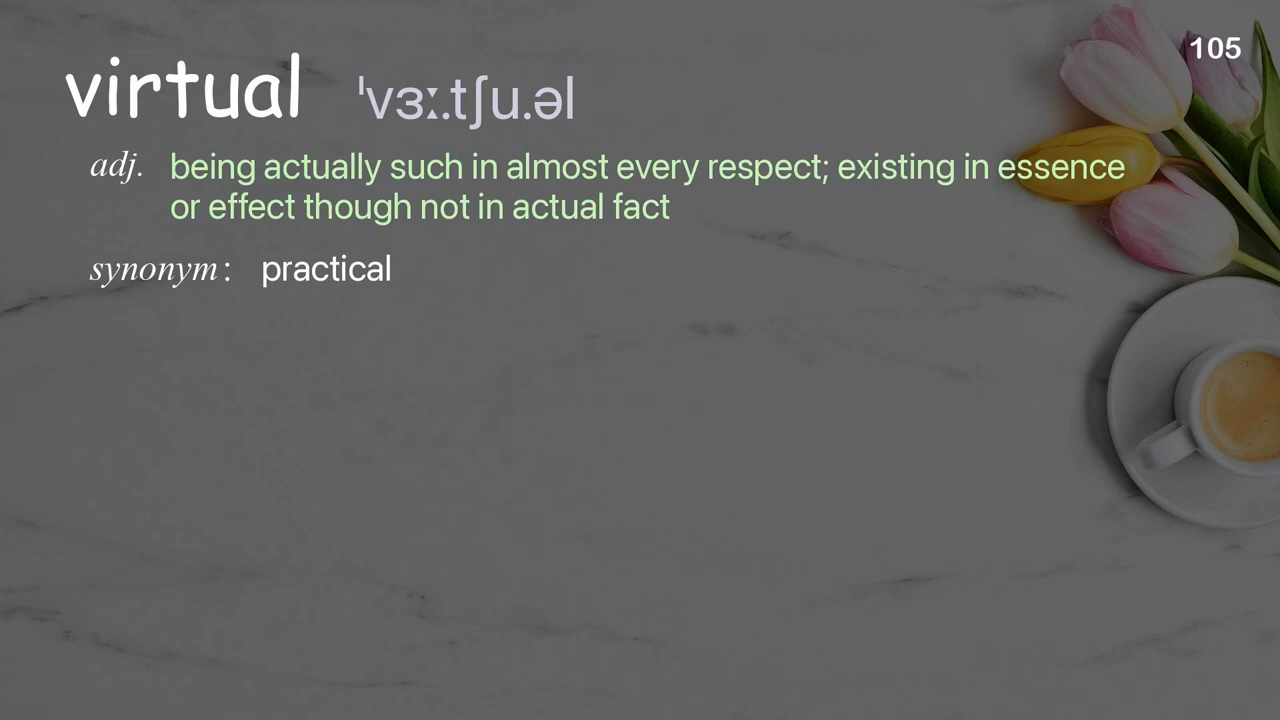 105
virtual ˈvɜː.tʃu.əl
adj. being actually such in almost every respect; existing in essence
or effect though not in actual fact
synonym: practical